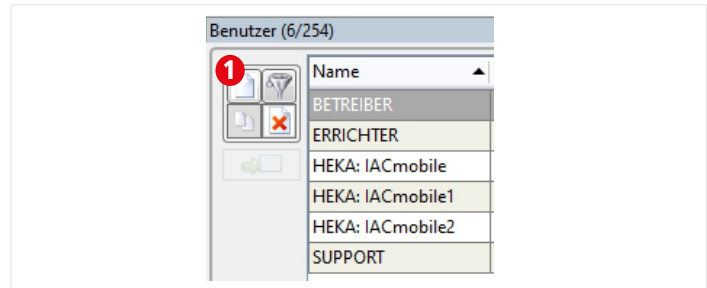 Benutzer (6/254)
1
Name
BETREIBER
ERRICHTER
HEKA: IACmobile
HEKA: IACmobile1
HEKA: IACmobile2
SUPPORT